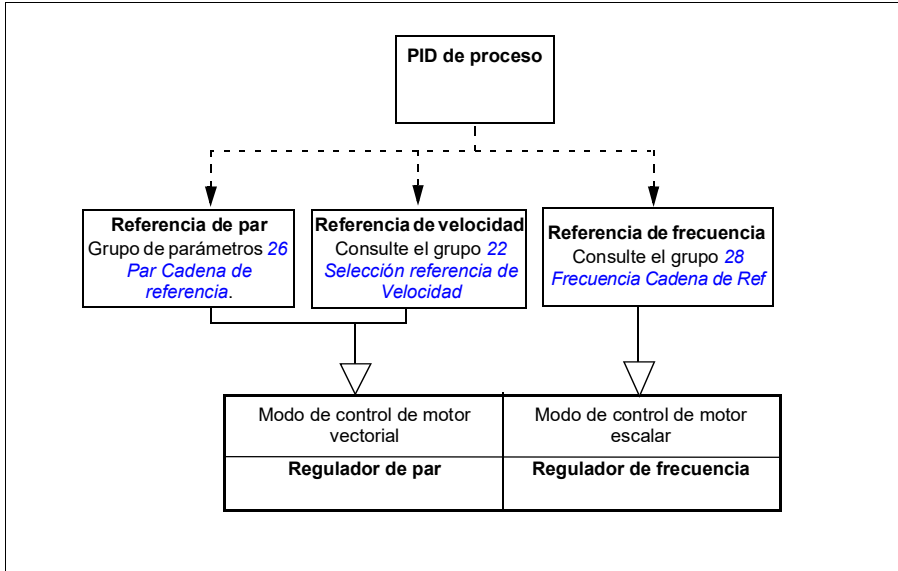 PID de proceso
Referencia de par
Grupo de parámetros 26
Par Cadena de
referencia.
Referencia de velocidad
Consulte el grupo 22
Selección referencia de
Velocidad
Referencia de frecuencia
Consulte el grupo 28
Frecuencia Cadena de Ref
Modo de control de motor
vectorial
Modo de control de motor
escalar
Regulador de par
Regulador de frecuencia